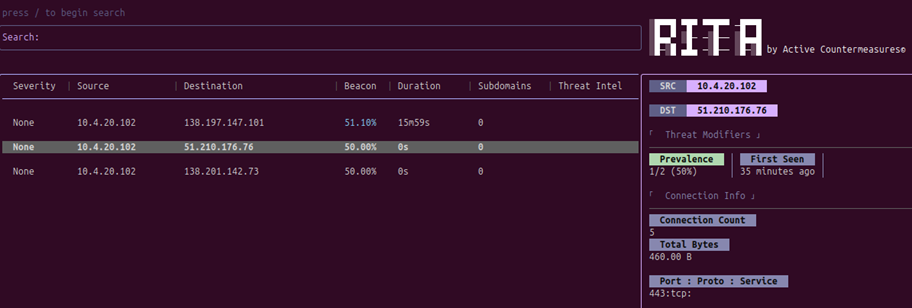 press / to begin search
Search:
RITA by Active Countermeasures©
Severity | Source | Destination | Beacon | Duration | Subdomains | Threat Intel
None 10.4.20.102 138.197.147.101 51.10% 15m59s 0
None 10.4.20.102 51.210.176.76 50.00% 0s 0
None 10.4.20.102 138.201.142.73 50.00% 0s 0
SRC 10.4.20.102
DST 51.210.176.76
「 Threat Modifiers 」
Prevalence | First Seen |
1/2 (50%) | 35 minutes ago |
「 Connection Info 」
Connection Count
5
Total Bytes
460.00 B
Port : Proto : Service
443:tcp: